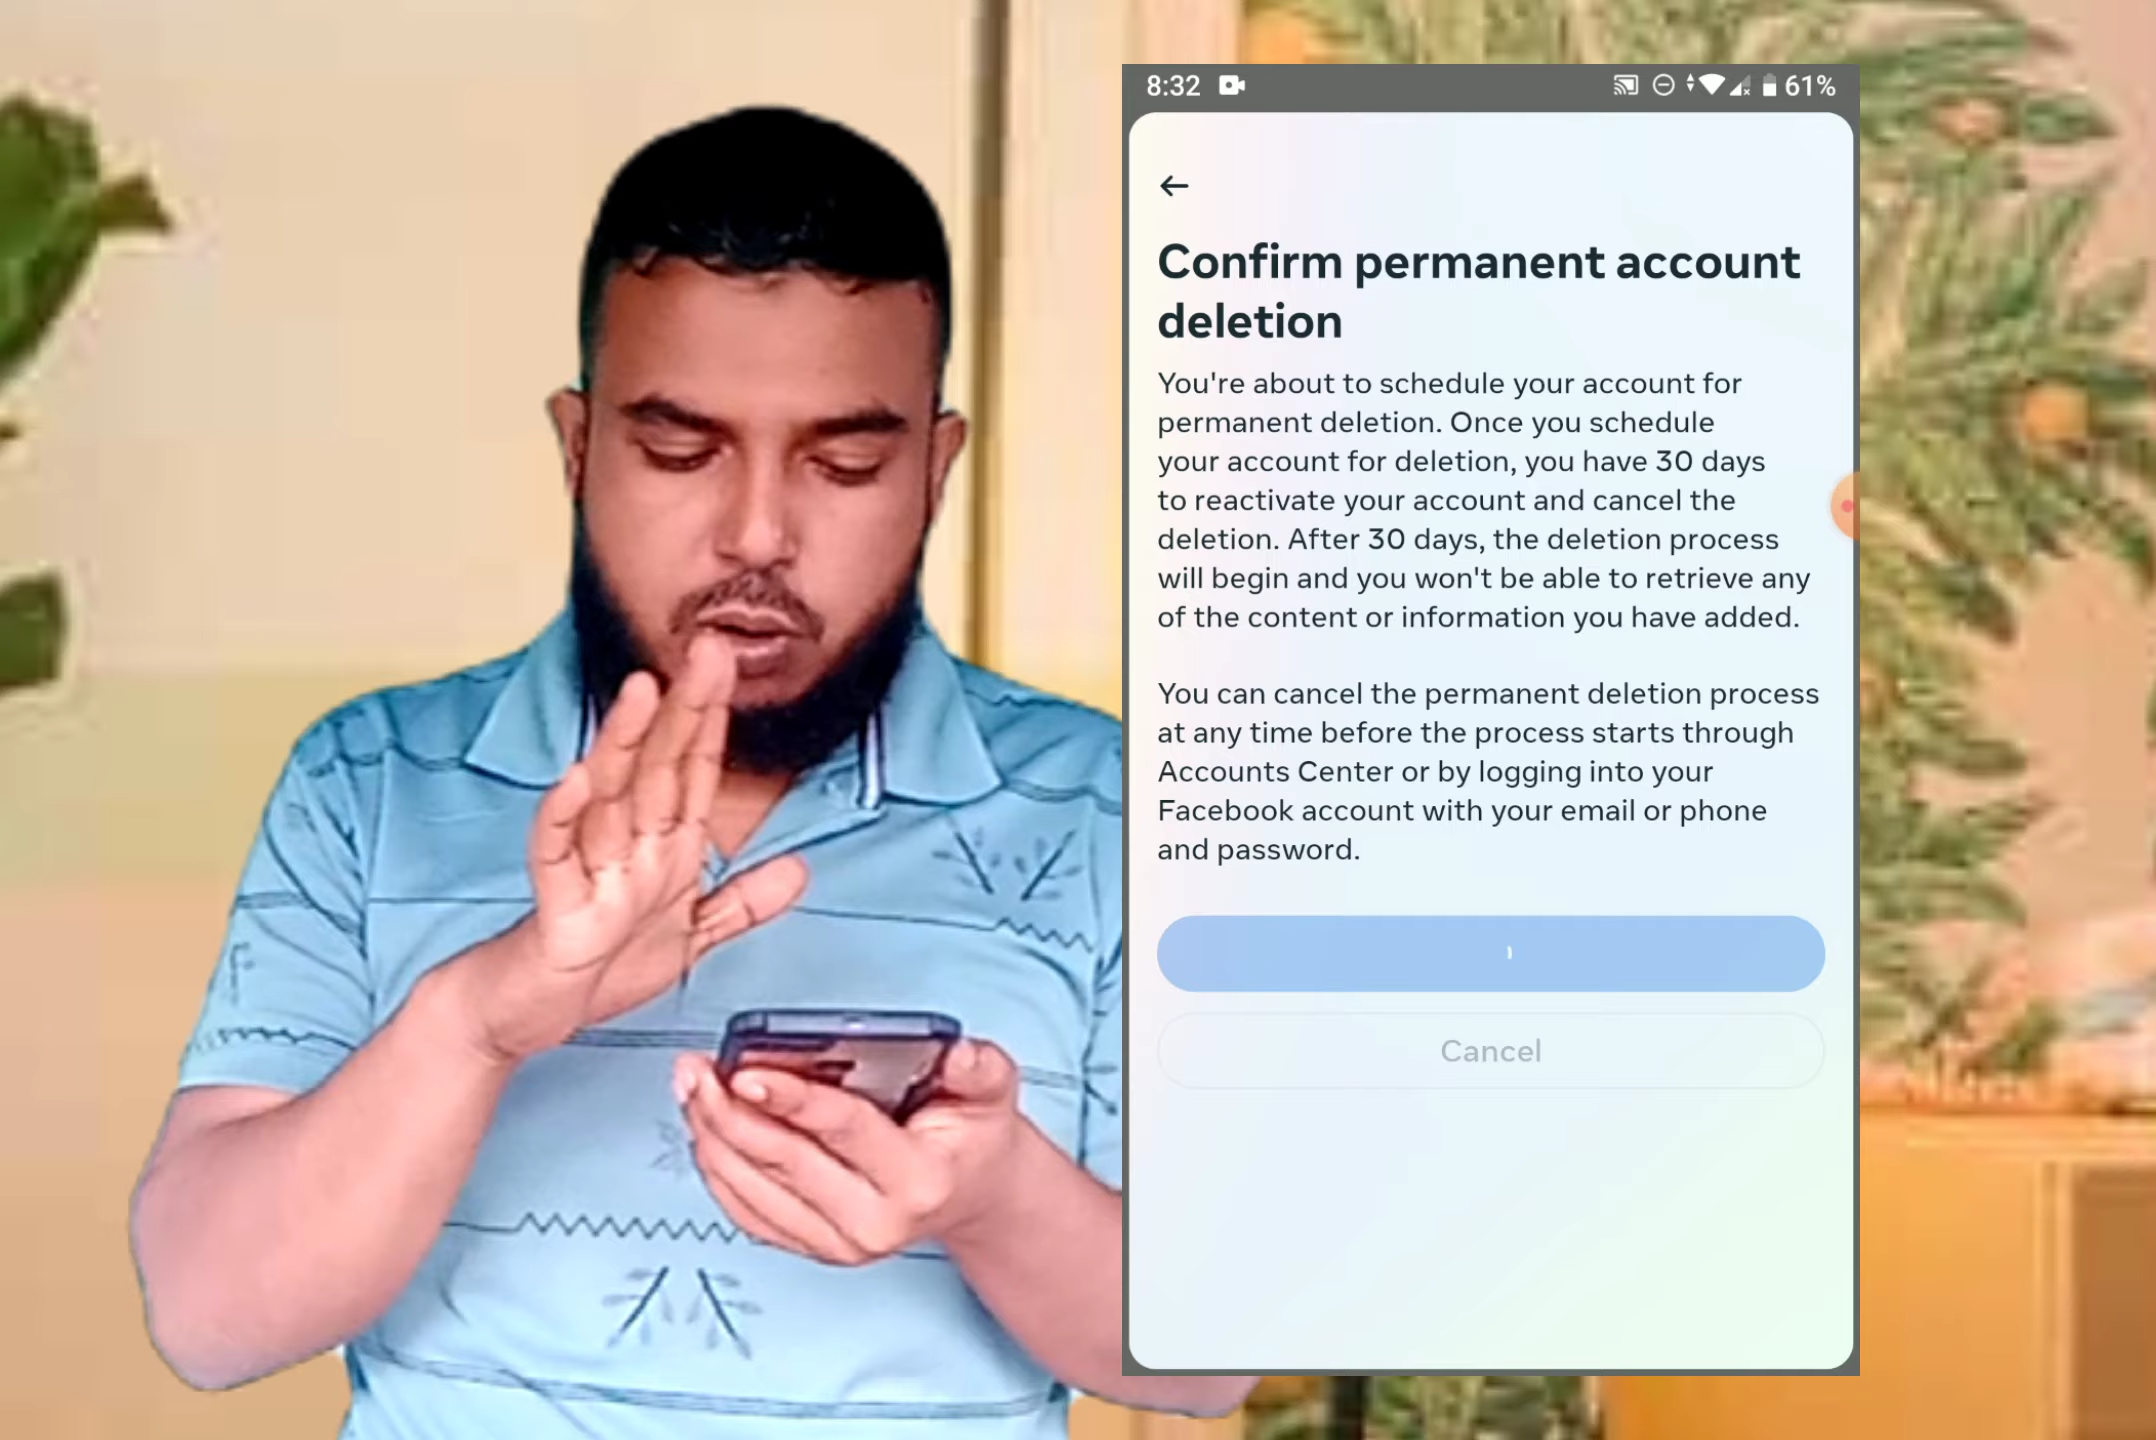 8:32 61%
Confirm permanent account
deletion
You're about to schedule your account for
permanent deletion. Once you schedule
your account for deletion, you have 30 days
to reactivate your account and cancel the
deletion. After 30 days, the deletion process
will begin and you won't be able to retrieve any
of the content or information you have added.
You can cancel the permanent deletion process
at any time before the process starts through
Accounts Center or by logging into your
Facebook account with your email or phone
and password.
Cancel
F